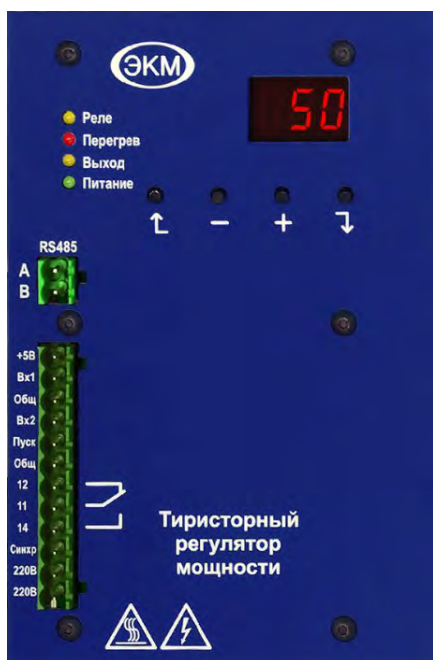 ЭКМ
50
Реле
Перегрев
Выход
Питание
RS485
A
B
+5В
Вх1
Общ
Вх2
Пуск
Общ
12
11
14
Синхр
220В
220В
Тиристорный
регулятор
мощности